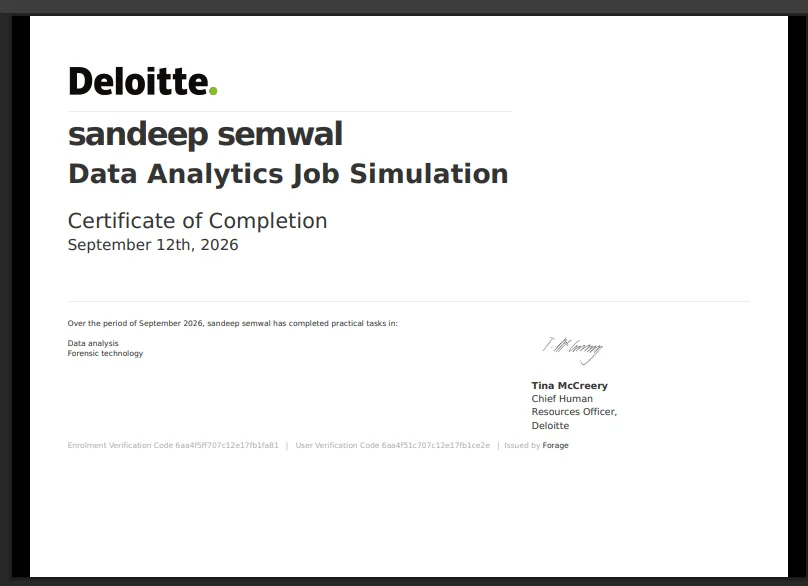 Deloitte.
sandeep semwal
Data Analytics Job Simulation
Certificate of Completion
September 12th, 2026
Over the period of September 2026, sandeep semwal has completed practical tasks in:
Data analysis
Forensic technology
Tina McCreery
Chief Human
Resources Officer,
Deloitte
Enrolment Verification Code 6aa4f5ff707c12e17fb1fa81 | User Verification Code 6aa4f51c707c12e17fb1ce2e | Issued by Forage